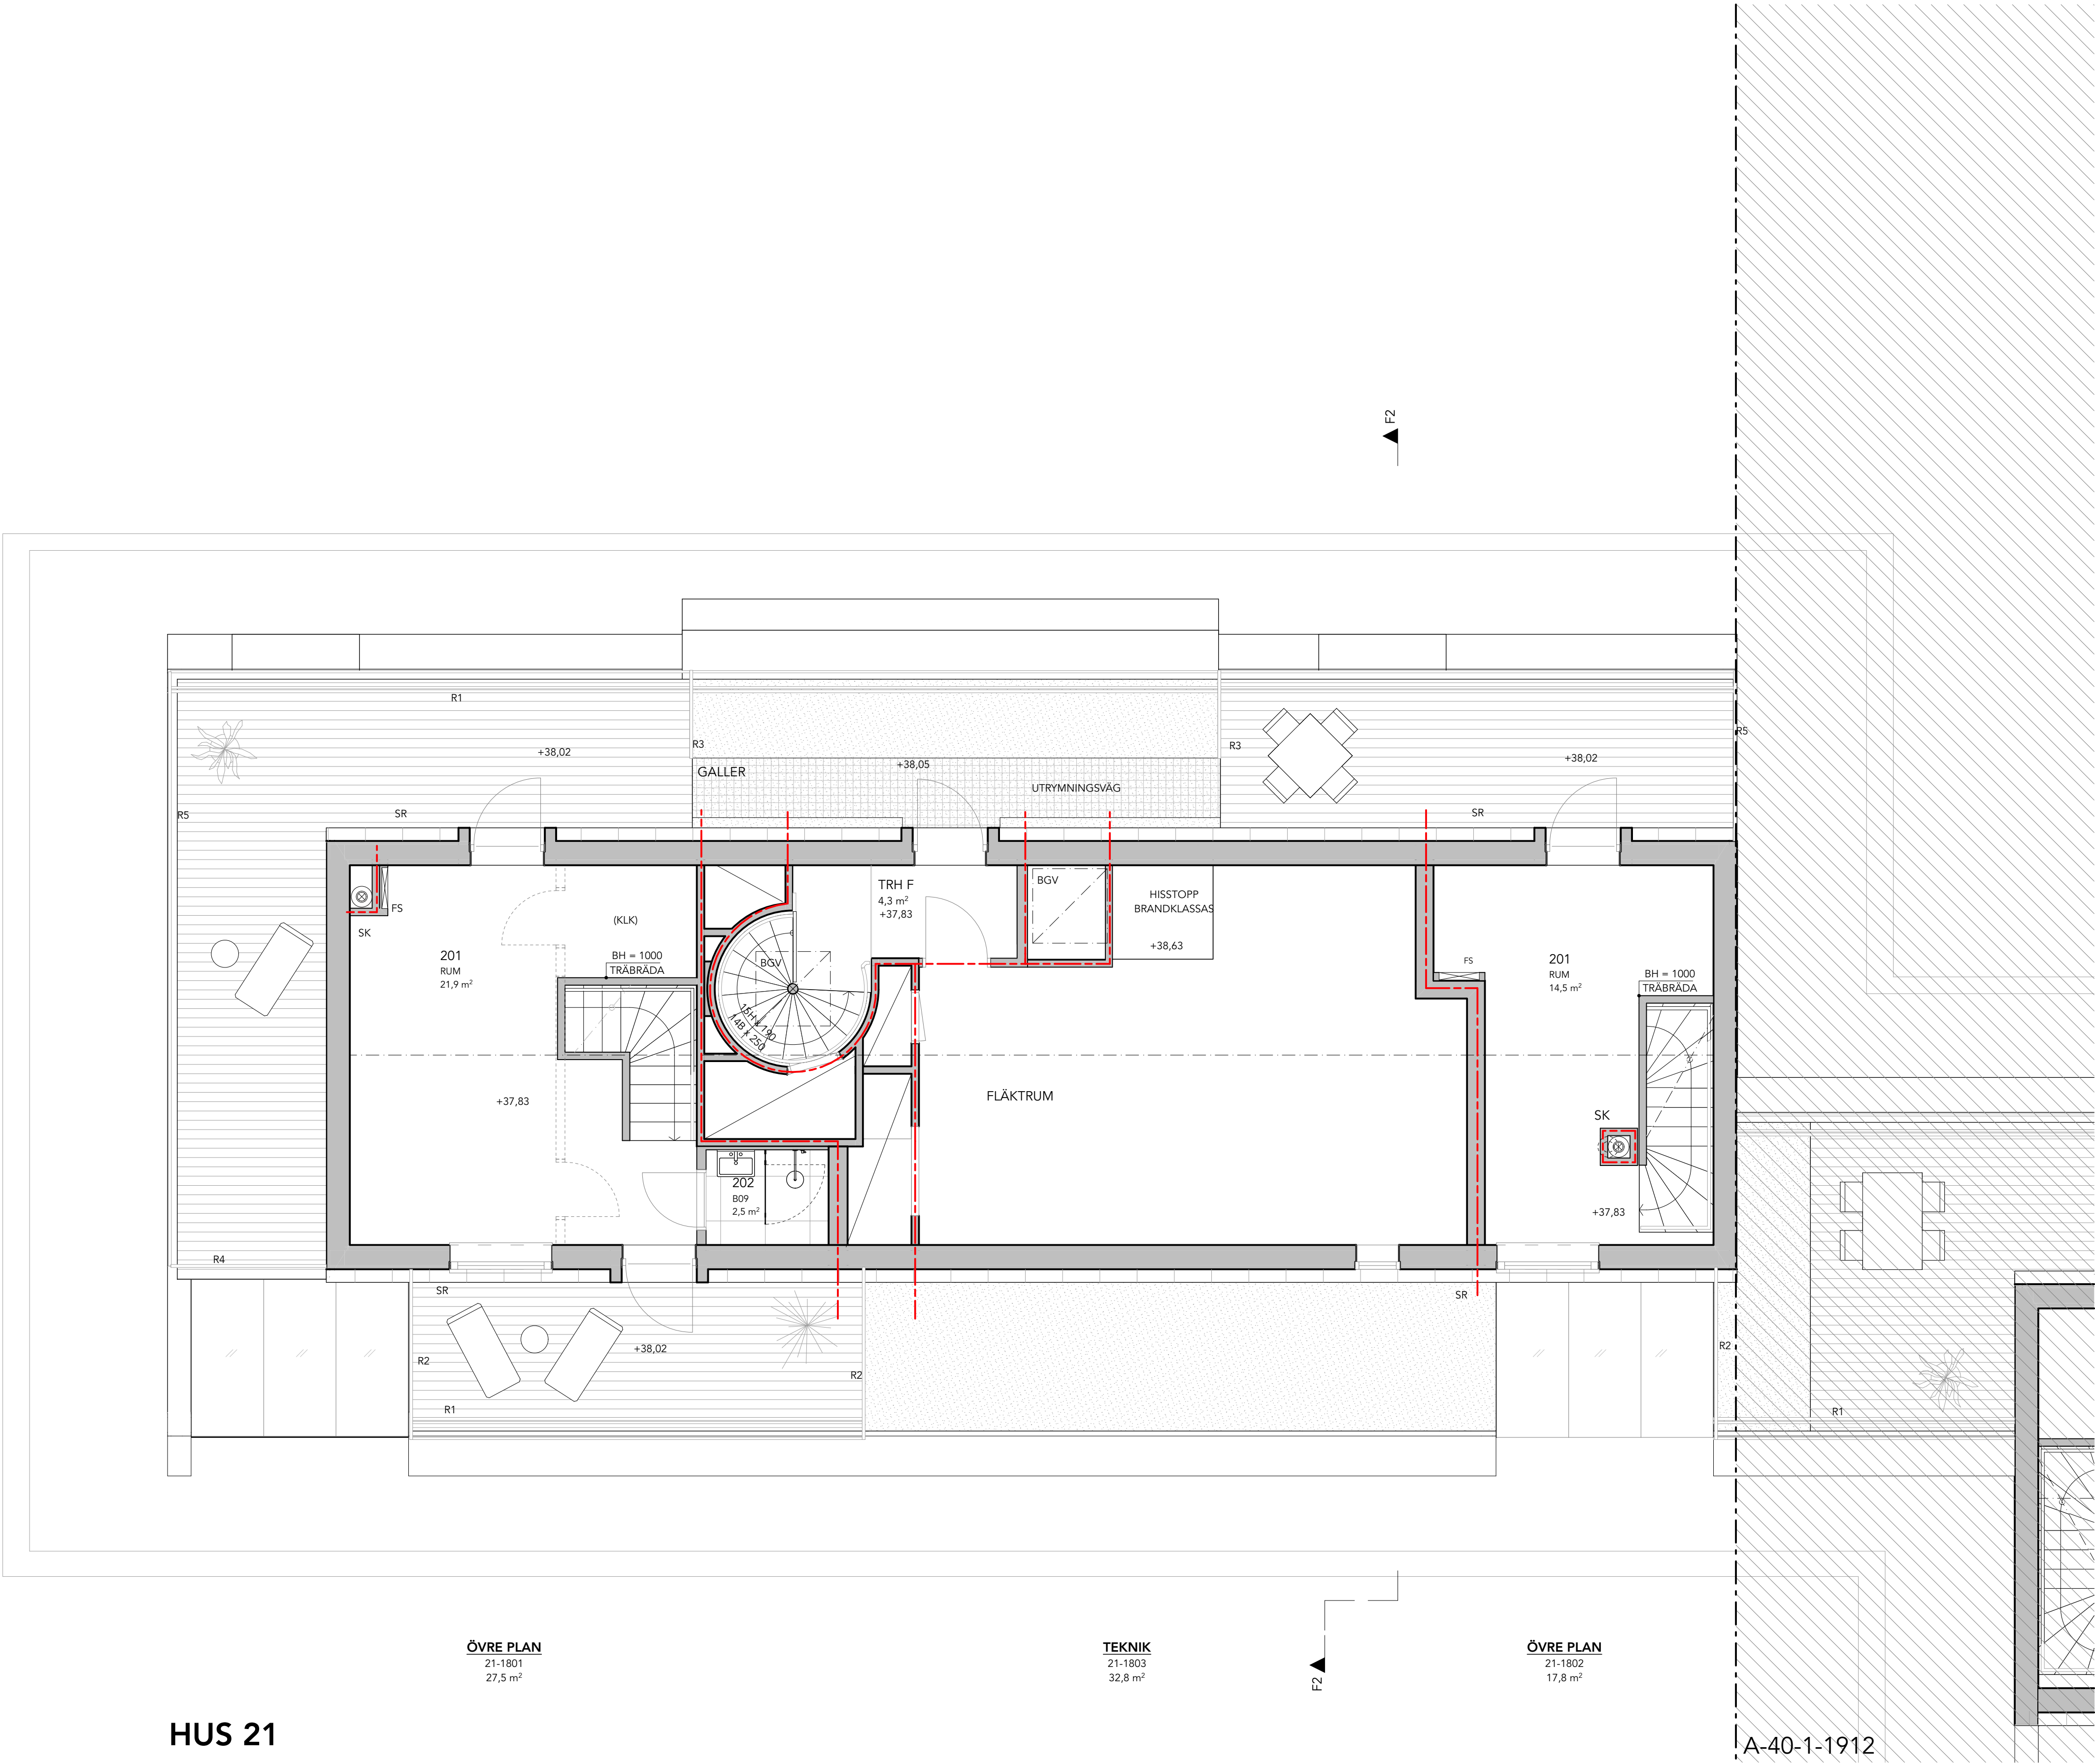 F2
R1
+38,02
R3
GALLER
+38,05
UTRYMNINGSVÄG
R3
+38,02
R5
R5
SR
SR
TRH F
4,3 m²
+37,83
BGV
HISSTOPP
BRANDKLASSAS
+38,63
FS
SK
(KLK)
201
RUM
21,9 m²
BH = 1000
TRÄBRÄDA
BGV
15H x 190
14B x 250
FS
201
RUM
14,5 m²
BH = 1000
TRÄBRÄDA
+37,83
FLÄKTRUM
SK
202
B09
2,5 m²
+37,83
R4
SR
SR
+38,02
R2
R2
R2
R1
R1
F2
ÖVRE PLAN
21-1801
27,5 m²
TEKNIK
21-1803
32,8 m²
ÖVRE PLAN
21-1802
17,8 m²
HUS 21
A-40-1-1912